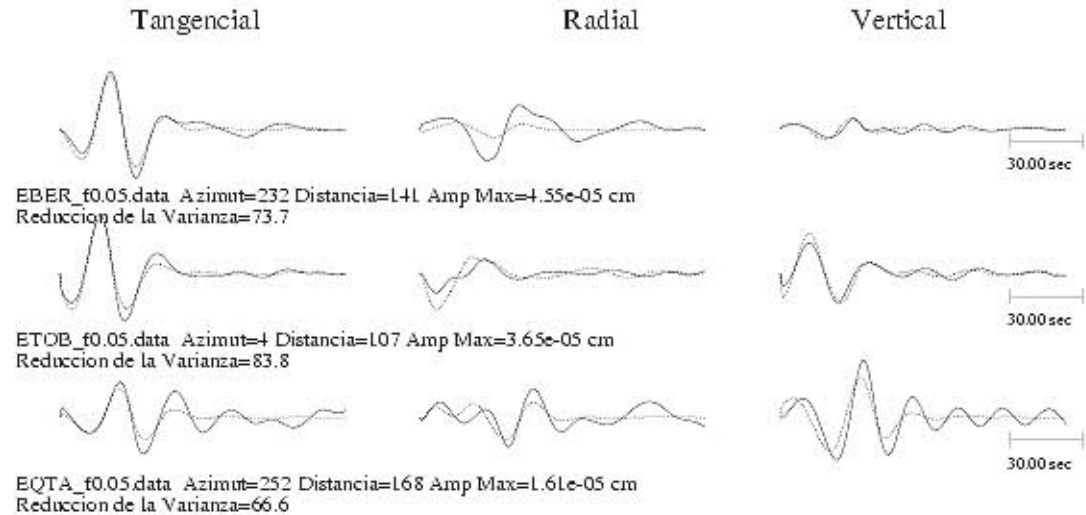 Tangencial Radial Vertical
30.00 sec
EBER_f0.05.data Azimut=232 Distancia=141 Amp Max=4.55e-05 cm
Reduccion de la Varianza=73.7
30.00 sec
ETOB_f0.05.data Azimut=4 Distancia=107 Amp Max=3.65e-05 cm
Reduccion de la Varianza=83.8
30.00 sec
EQTA_f0.05.data Azimut=252 Distancia=168 Amp Max=1.61e-05 cm
Reduccion de la Varianza=66.6